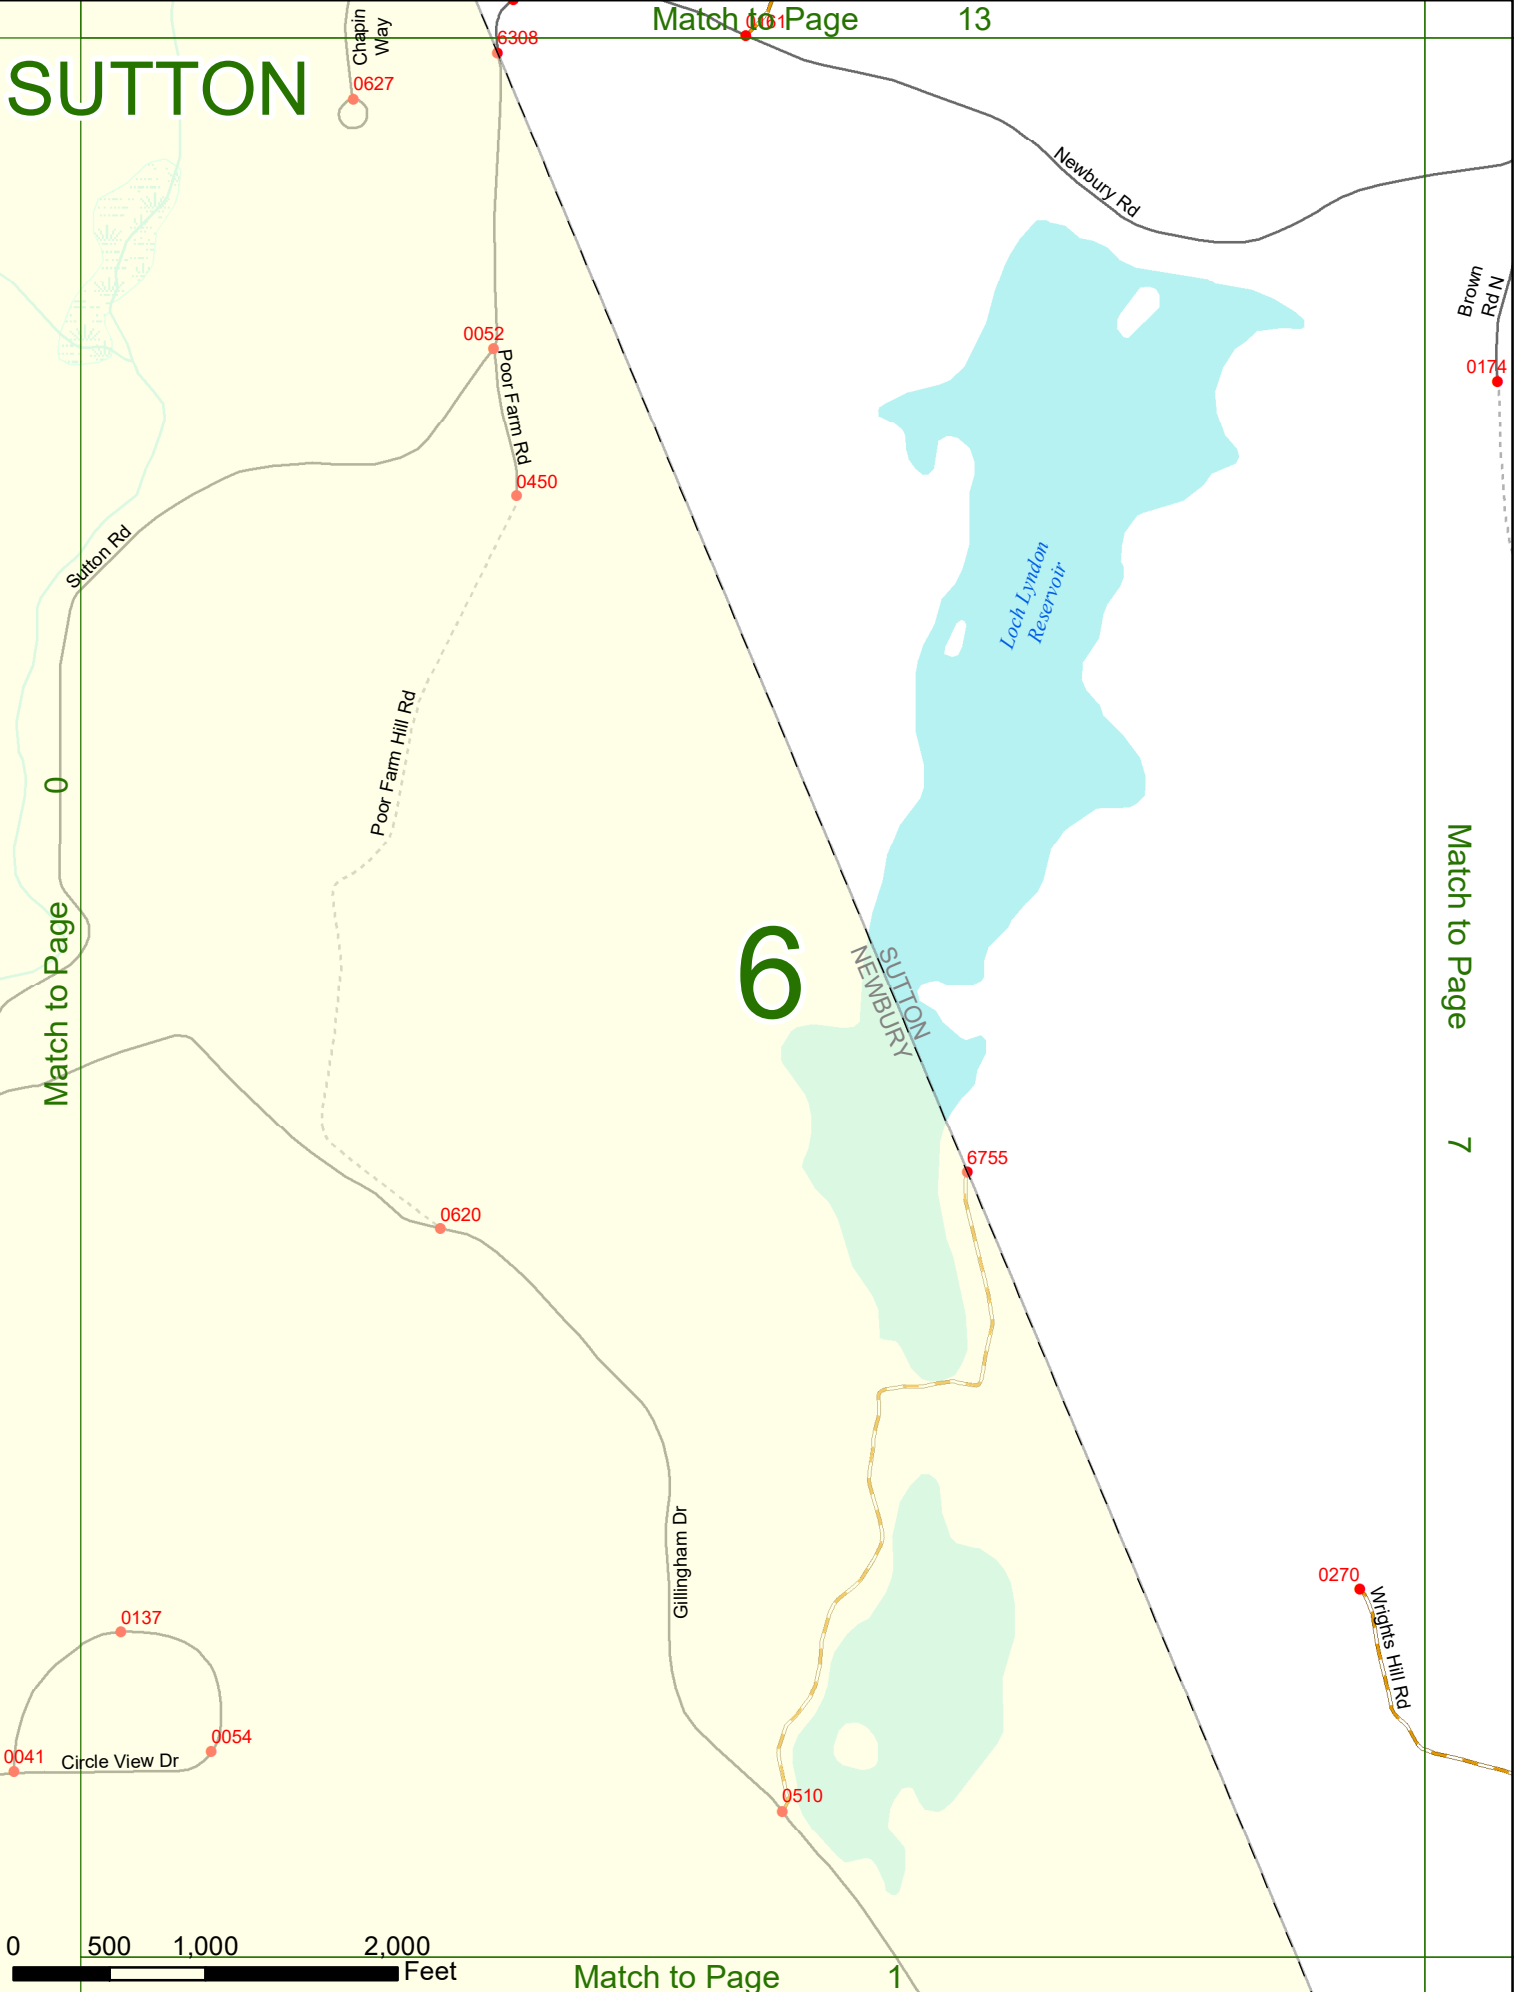 Match to Page 13
0161
6308
Chapin
Way
SUTTON
0627
Newbury Rd
Brown
Rd N
0052
Poor Farm Rd
0174
0450
Sutton Rd
Loch Lyndon
Reservoir
Poor Farm Hill Rd
Match to Page 0
Match to Page 7
6
SUTTON
NEWBURY
6755
0620
Gillingham Dr
0270
Wrights Hill Rd
0137
0054
0041
Circle View Dr
0510
0 500 1,000 2,000
Feet
Match to Page 1